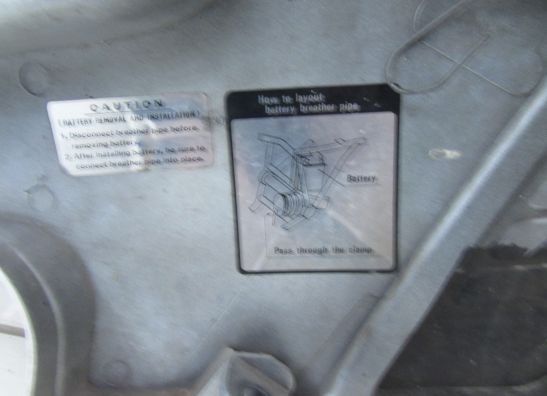 CAUTION
(BATTERY REMOVAL AND INSTALLATION)
1. Disconnect breather pipe before
removing battery.
2. After installing battery, be sure to
connect breather pipe into place.
How to layout
battery breather pipe.
Battery
Pass through the clamp.